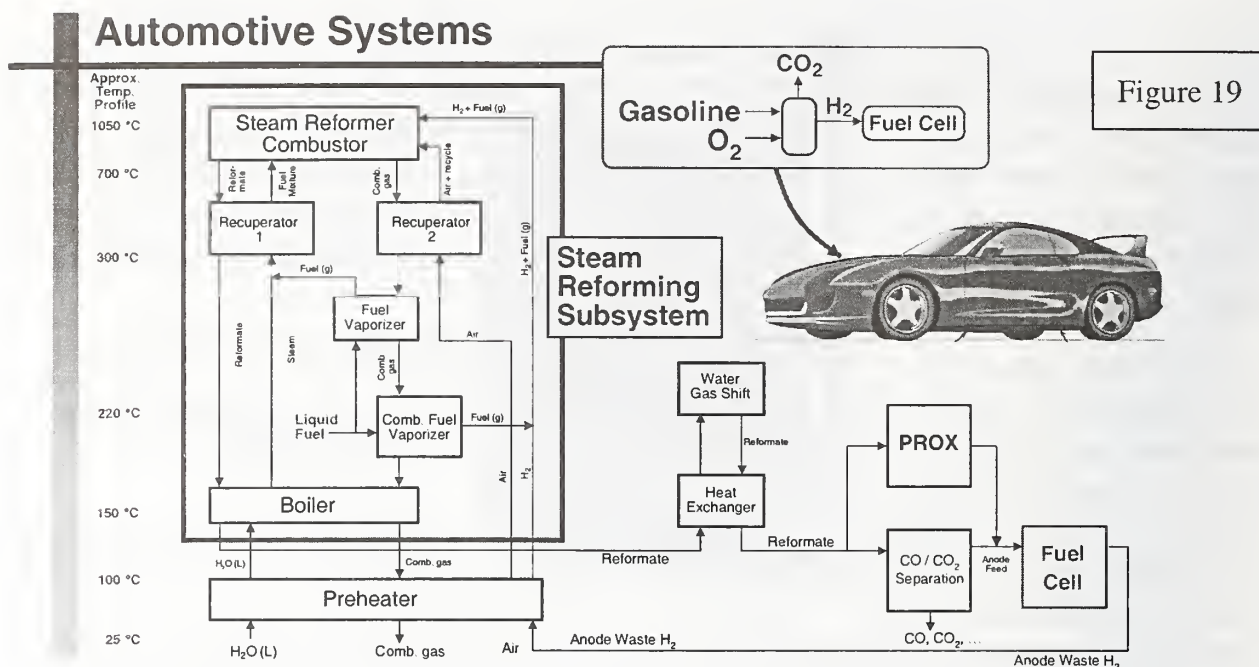 Automotive Systems
Figure 19
Approx.
Temp.
Profile
1050 °C
700 °C
300 °C
220 °C
150 °C
100 °C
25 °C
CO₂
Gasoline
O₂
H₂
Fuel Cell
Steam Reformer
Combustor
H₂ + Fuel (g)
Refor-
mate
Fuel
Mixture
Comb.
gas
Air + recycle
Recuperator
1
Recuperator
2
H₂ + Fuel (g)
Steam
Reforming
Subsystem
Fuel (g)
Fuel
Vaporizer
Reformate
Steam
Comb.
gas
Air
Liquid
Fuel
Comb. Fuel
Vaporizer
Fuel (g)
Air
H₂
Boiler
H₂O (L)
Comb. gas
Preheater
H₂O (L)
Comb. gas
Air
Water
Gas Shift
Reformate
Heat
Exchanger
Reformate
Reformate
PROX
CO / CO₂
Separation
Anode
Feed
Fuel
Cell
CO, CO₂, ...
Anode Waste H₂
Anode Waste H₂